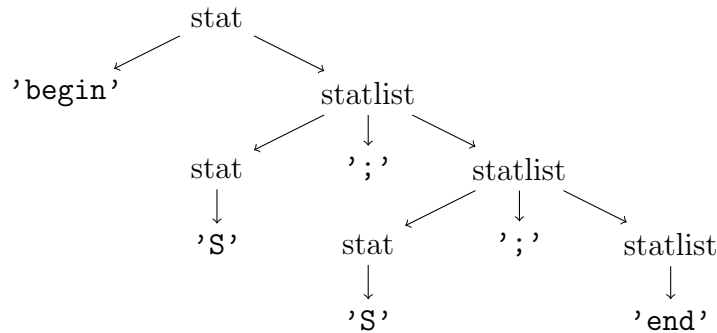 stat
'begin' statlist
stat ';' statlist
'S' stat ';' statlist
'S' 'end'